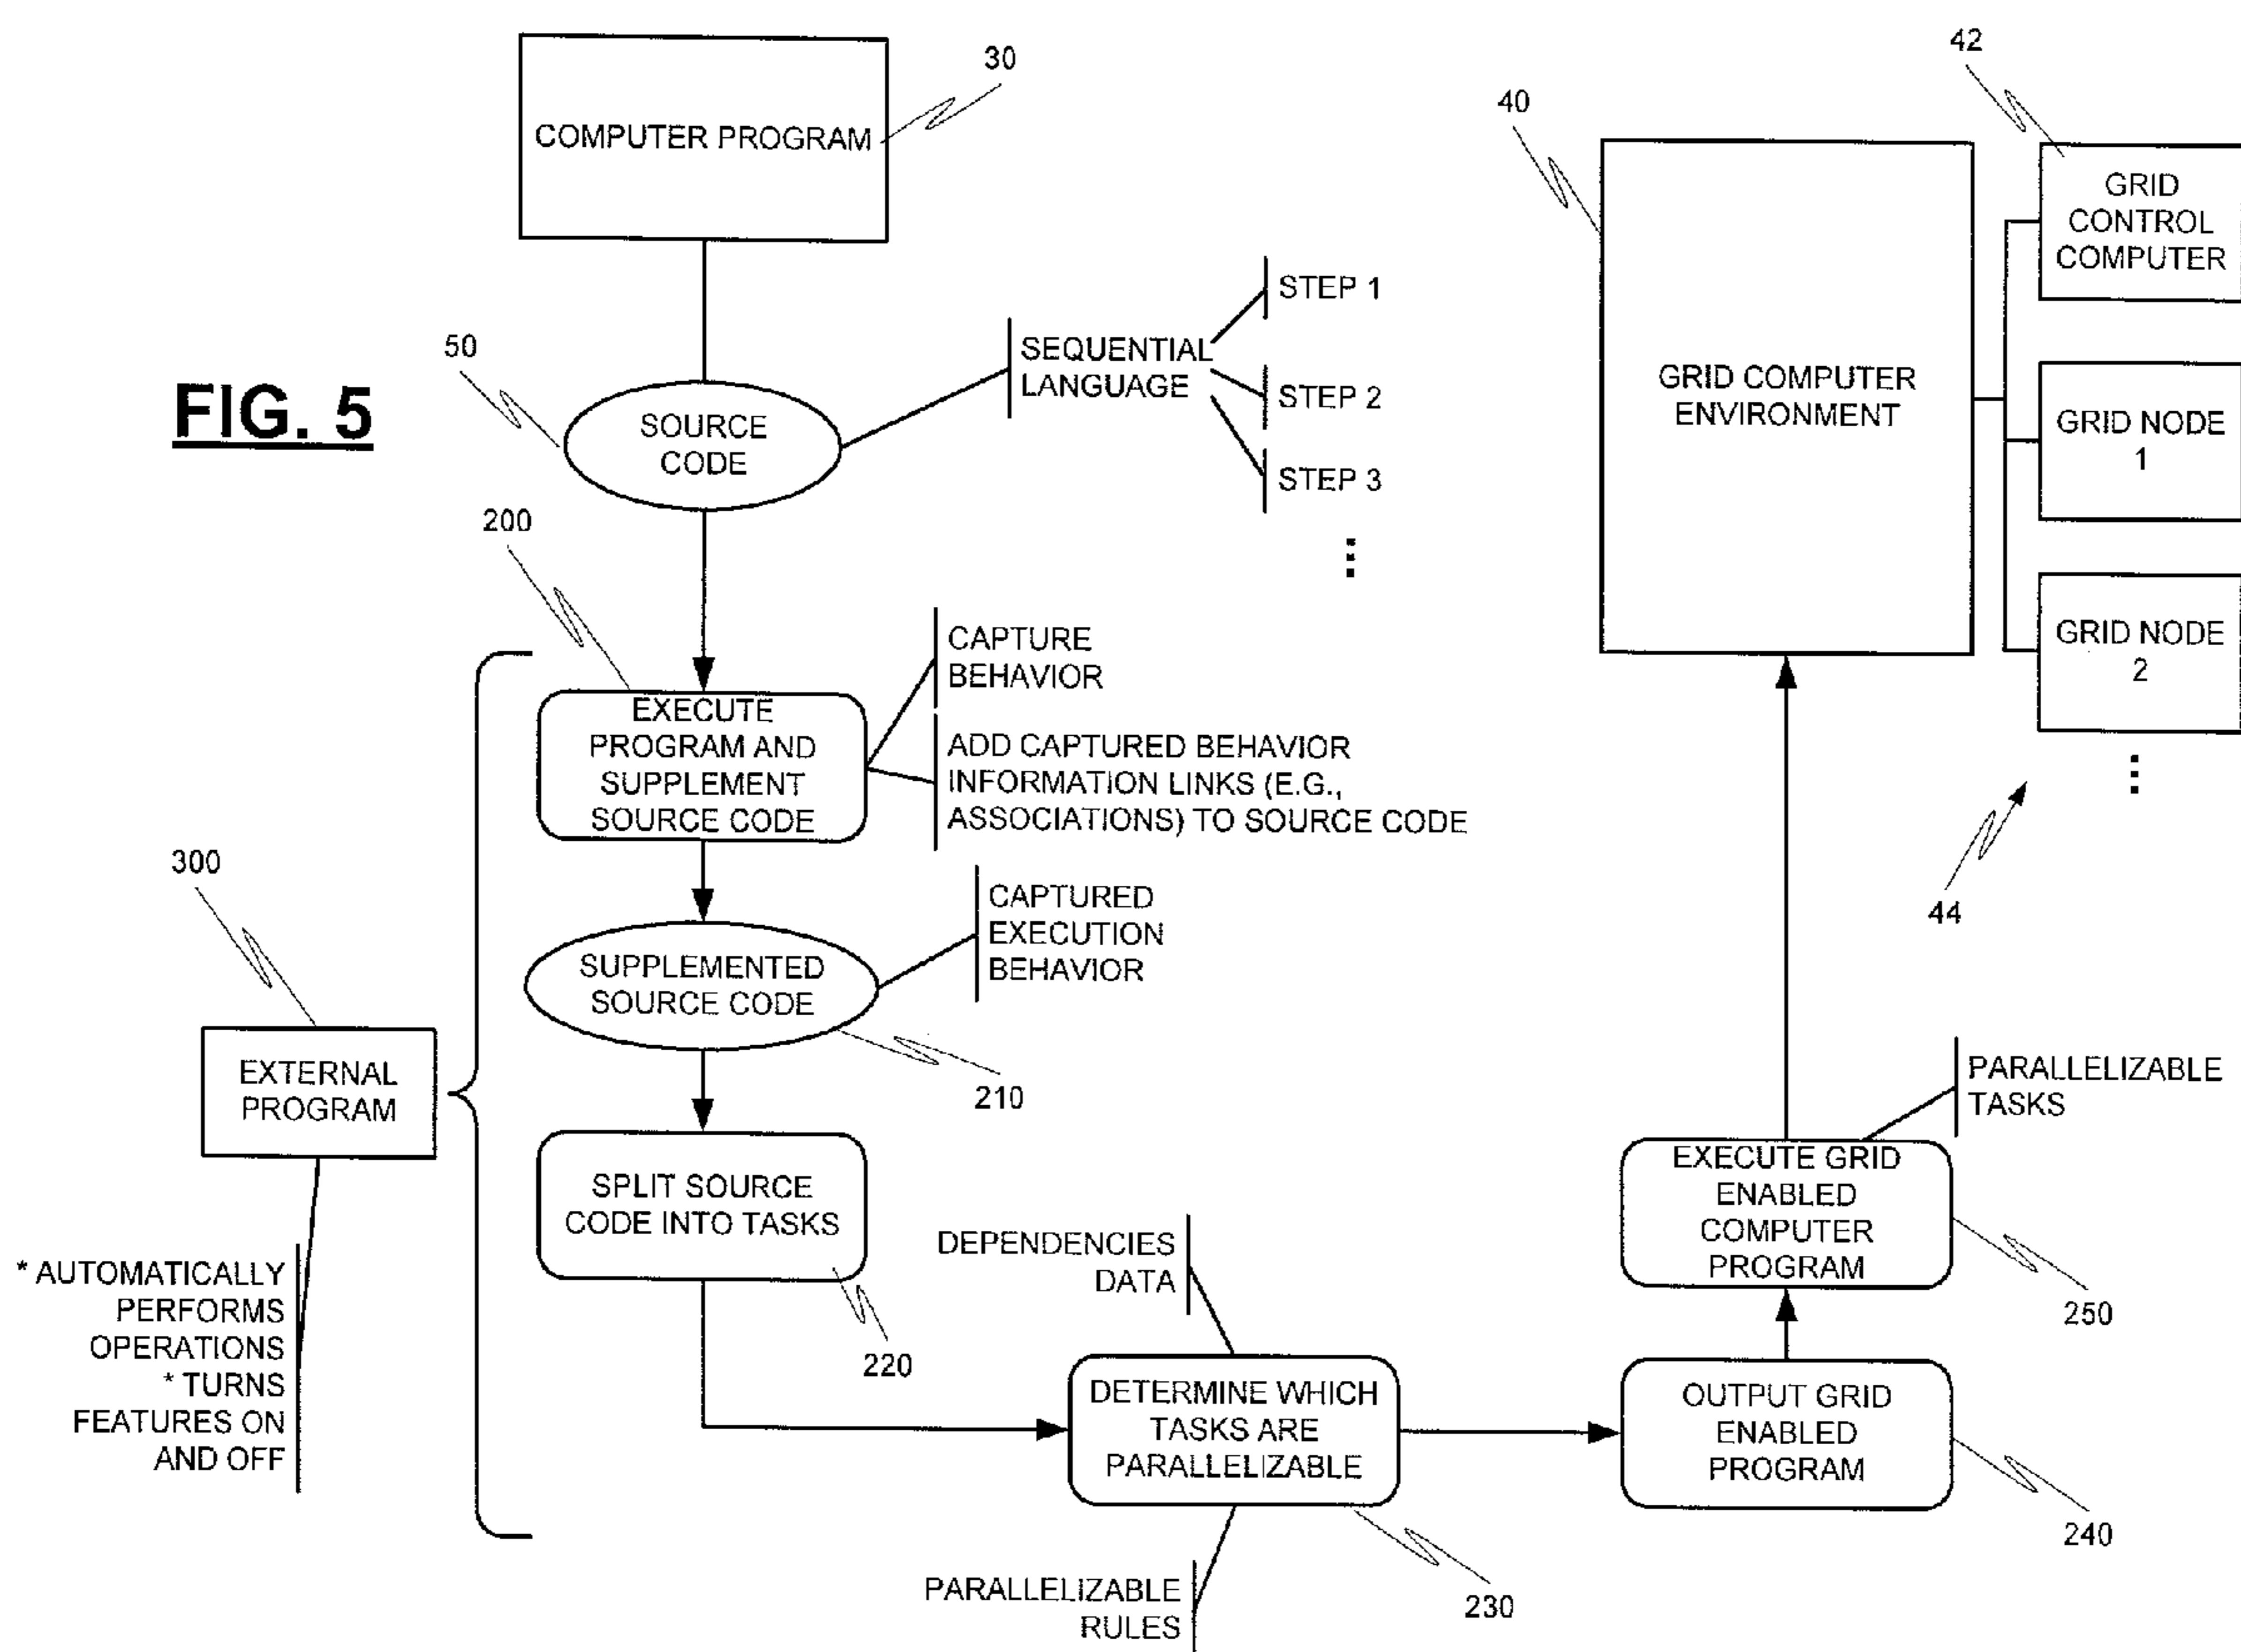 30
COMPUTER PROGRAM
42
40
GRID
CONTROL
COMPUTER
STEP 1
SEQUENTIAL
LANGUAGE
STEP 2
STEP 3
...
50
SOURCE
CODE
FIG. 5
GRID COMPUTER
ENVIRONMENT
GRID NODE
1
GRID NODE
2
...
44
200
EXECUTE
PROGRAM AND
SUPPLEMENT
SOURCE CODE
CAPTURE
BEHAVIOR
ADD CAPTURED BEHAVIOR
INFORMATION LINKS (E.G.,
ASSOCIATIONS) TO SOURCE CODE
300
EXTERNAL
PROGRAM
* AUTOMATICALLY
PERFORMS
OPERATIONS
* TURNS
FEATURES ON
AND OFF
CAPTURED
EXECUTION
BEHAVIOR
SUPPLEMENTED
SOURCE CODE
210
SPLIT SOURCE
CODE INTO TASKS
220
DEPENDENCIES
DATA
DETERMINE WHICH
TASKS ARE
PARALLELIZABLE
230
PARALLELIZABLE
RULES
PARALLELIZABLE
TASKS
EXECUTE GRID
ENABLED
COMPUTER
PROGRAM
250
OUTPUT GRID
ENABLED
PROGRAM
240